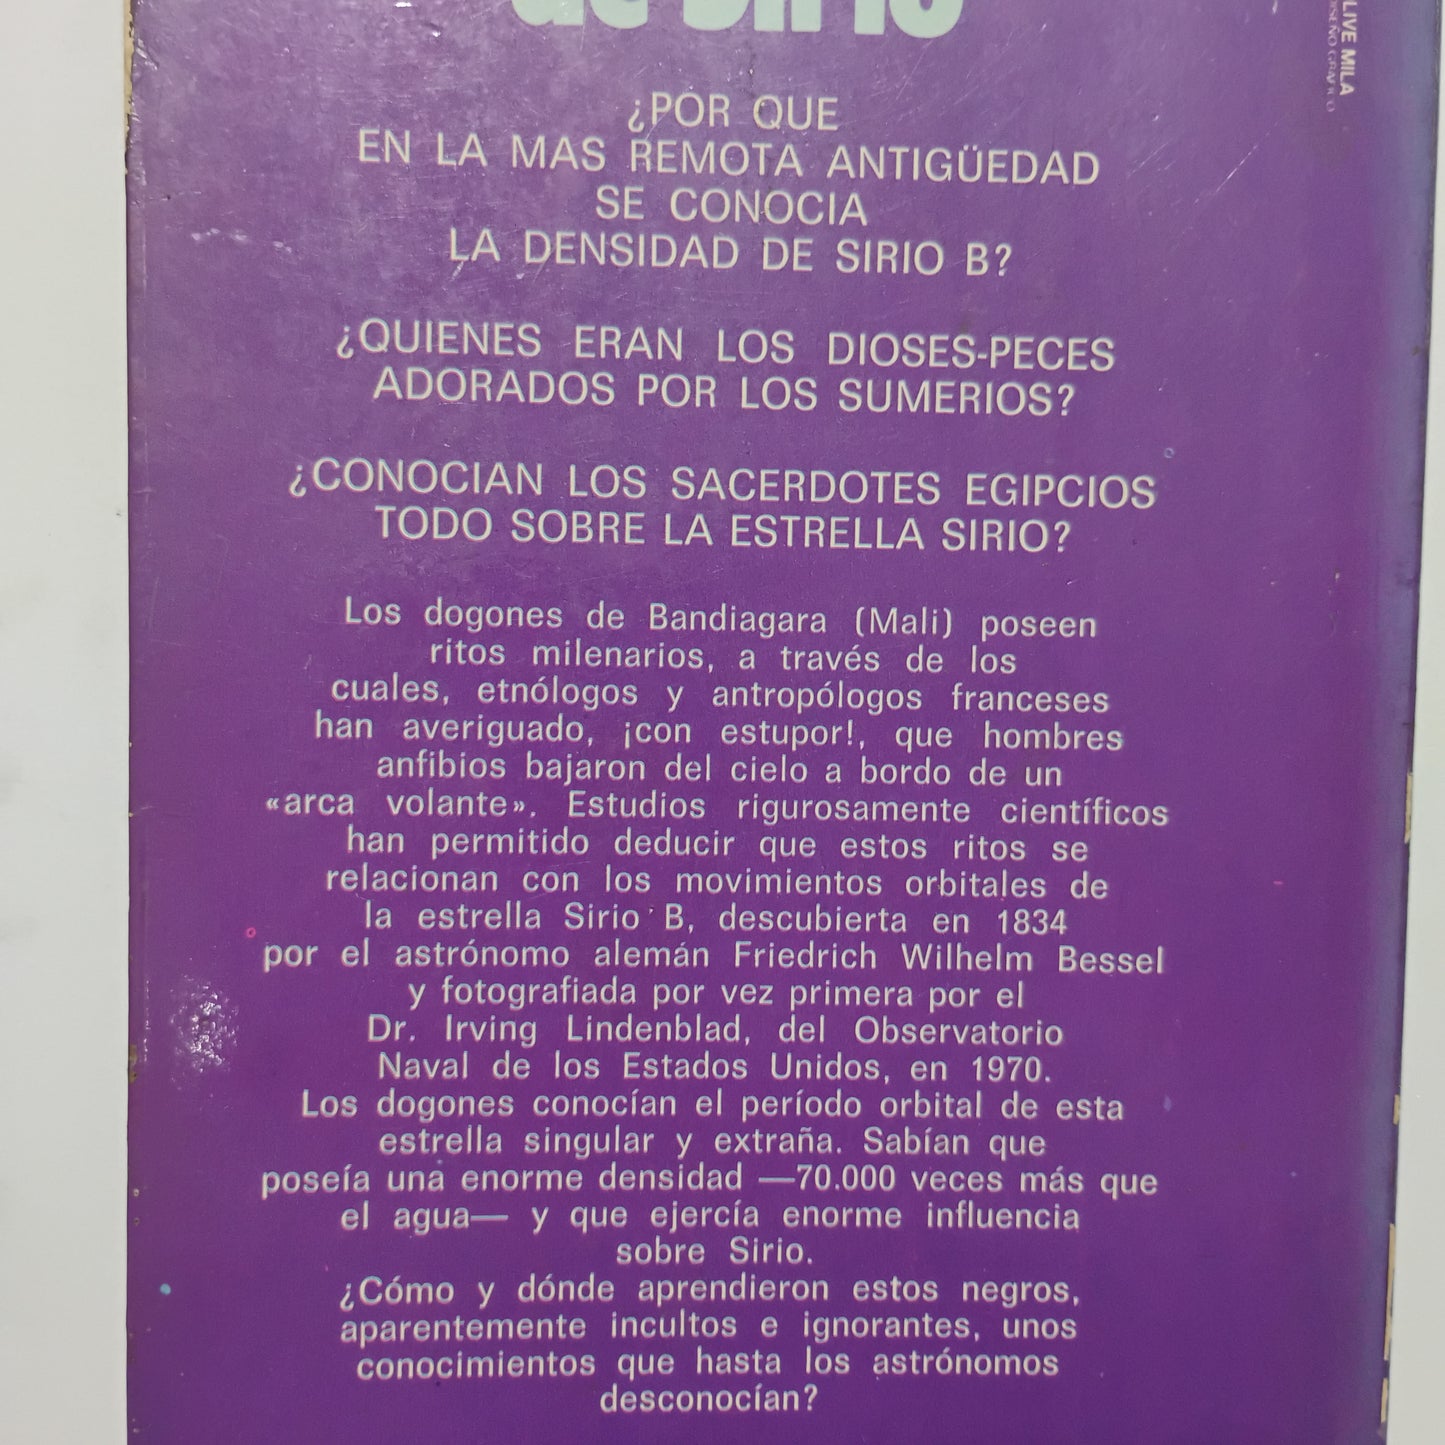 de Sirio
OLIVE MILA
DISEÑO GRAFICO
¿POR QUE
EN LA MAS REMOTA ANTIGÜEDAD
SE CONOCIA
LA DENSIDAD DE SIRIO B?
¿QUIENES ERAN LOS DIOSES-PECES
ADORADOS POR LOS SUMERIOS?
¿CONOCIAN LOS SACERDOTES EGIPCIOS
TODO SOBRE LA ESTRELLA SIRIO?
Los dogones de Bandiagara (Mali) poseen
ritos milenarios, a través de los
cuales, etnólogos y antropólogos franceses
han averiguado, ¡con estupor!, que hombres
anfibios bajaron del cielo a bordo de un
«arca volante». Estudios rigurosamente científicos
han permitido deducir que estos ritos se
relacionan con los movimientos orbitales de
la estrella Sirio B, descubierta en 1834
por el astrónomo alemán Friedrich Wilhelm Bessel
y fotografiada por vez primera por el
Dr. Irving Lindenblad, del Observatorio
Naval de los Estados Unidos, en 1970.
Los dogones conocían el período orbital de esta
estrella singular y extraña. Sabían que
poseía una enorme densidad —70.000 veces más que
el agua— y que ejercía enorme influencia
sobre Sirio.
¿Cómo y dónde aprendieron estos negros,
aparentemente incultos e ignorantes, unos
conocimientos que hasta los astrónomos
desconocían?